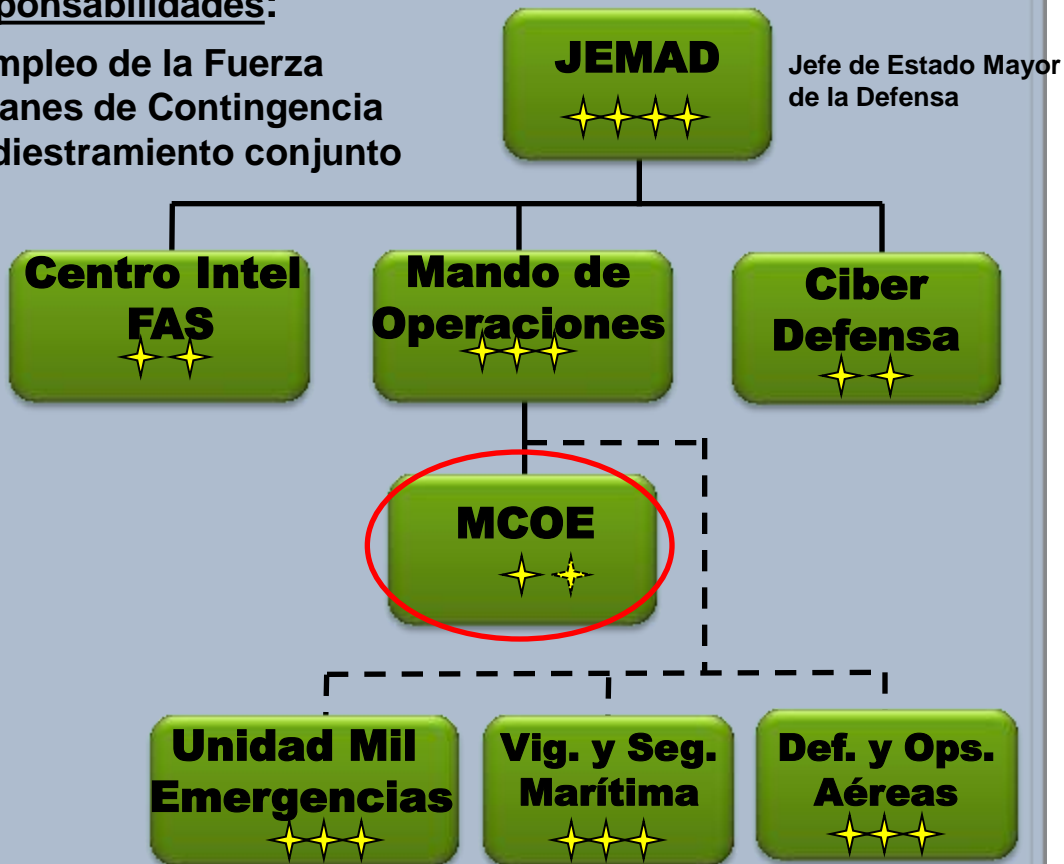 ponsabilidades:
mpleo de la Fuerza
anes de Contingencia
diestramiento conjunto
JEMAD
Jefe de Estado Mayor
de la Defensa
Centro Intel
FAS
Mando de
Operaciones
Ciber
Defensa
MCOE
Unidad Mil
Emergencias
Vig. y Seg.
Marítima
Def. y Ops.
Aéreas